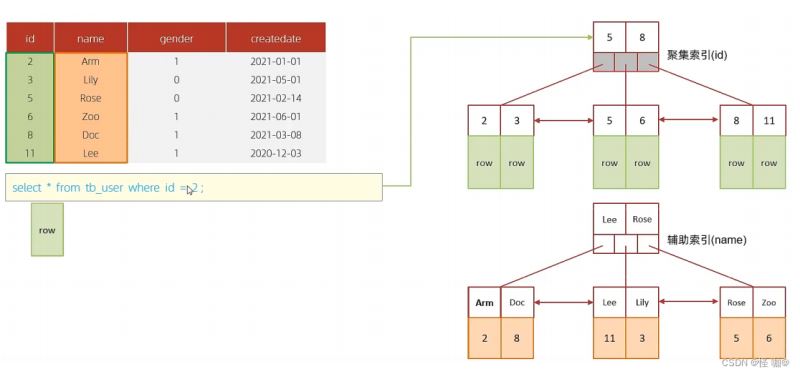 id name gender createdate
2 Arm 1 2021-01-01
3 Lily 0 2021-05-01
5 Rose 0 2021-02-14
6 Zoo 1 2021-06-01
8 Doc 1 2021-03-08
11 Lee 1 2020-12-03
select * from tb_user where id = 2 ;
row
5 8
聚集索引(id)
2 3 5 6 8 11
row row row row row row
Lee Rose
辅助索引(name)
Arm Doc Lee Lily Rose Zoo
2 8 11 3 5 6
CSDN @怪 咖@